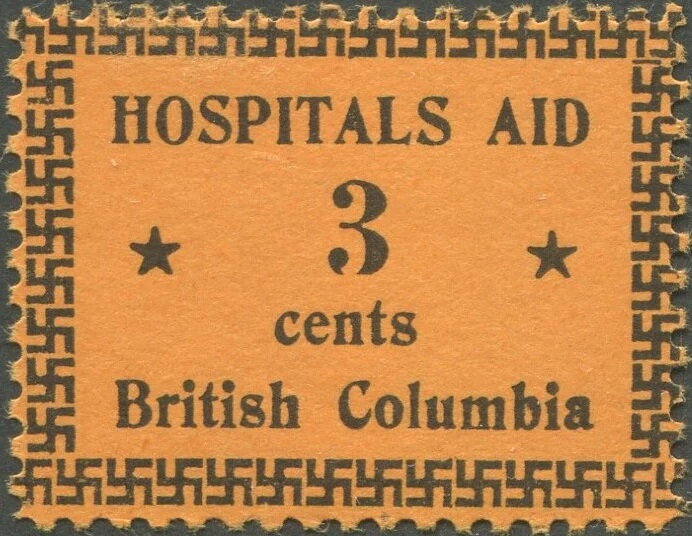 HOSPITALS AID
3
cents
British Columbia